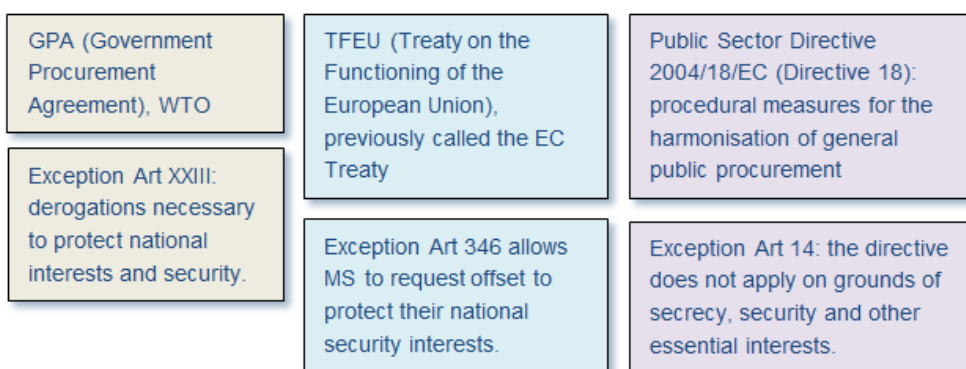 GPA (Government
Procurement
Agreement), WTO
Exception Art XXIII:
derogations necessary
to protect national
interests and security.
TFEU (Treaty on the
Functioning of the
European Union),
previously called the EC
Treaty
Exception Art 346 allows
MS to request offset to
protect their national
security interests.
Public Sector Directive
2004/18/EC (Directive 18):
procedural measures for the
harmonisation of general
public procurement
Exception Art 14: the directive
does not apply on grounds of
secrecy, security and other
essential interests.